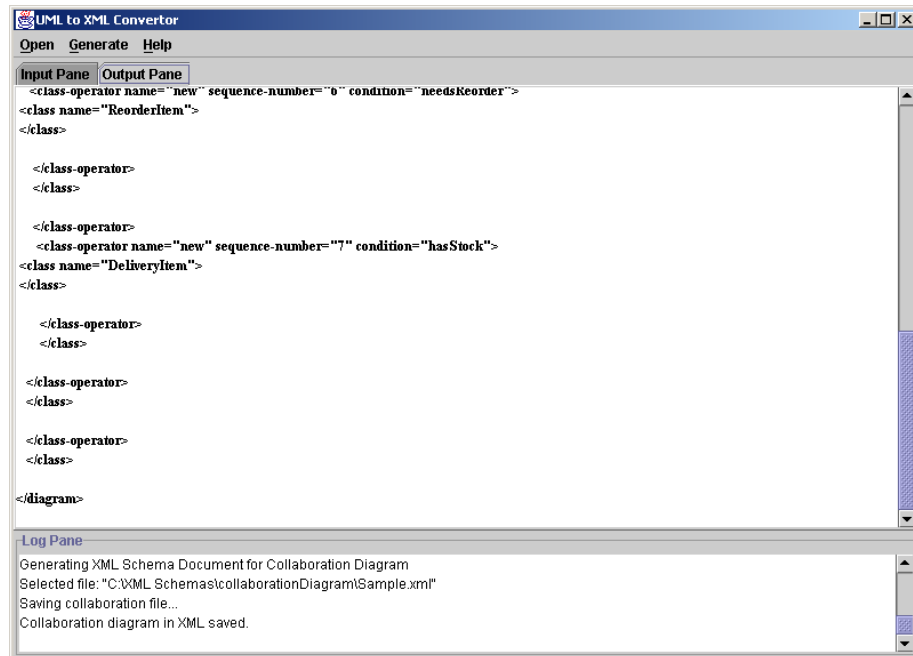 UML to XML Convertor
Open Generate Help
Input Pane Output Pane
<class-operator name="new" sequence-number="6" condition="needsReorder">
<class name="ReorderItem">
</class>
</class-operator>
</class>
</class-operator>
<class-operator name="new" sequence-number="7" condition="hasStock">
<class name="DeliveryItem">
</class>
</class-operator>
</class>
</class-operator>
</class>
</class-operator>
</class>
</diagram>
Log Pane
Generating XML Schema Document for Collaboration Diagram
Selected file: "C:\XML Schemas\collaborationDiagram\Sample.xml"
Saving collaboration file...
Collaboration diagram in XML saved.